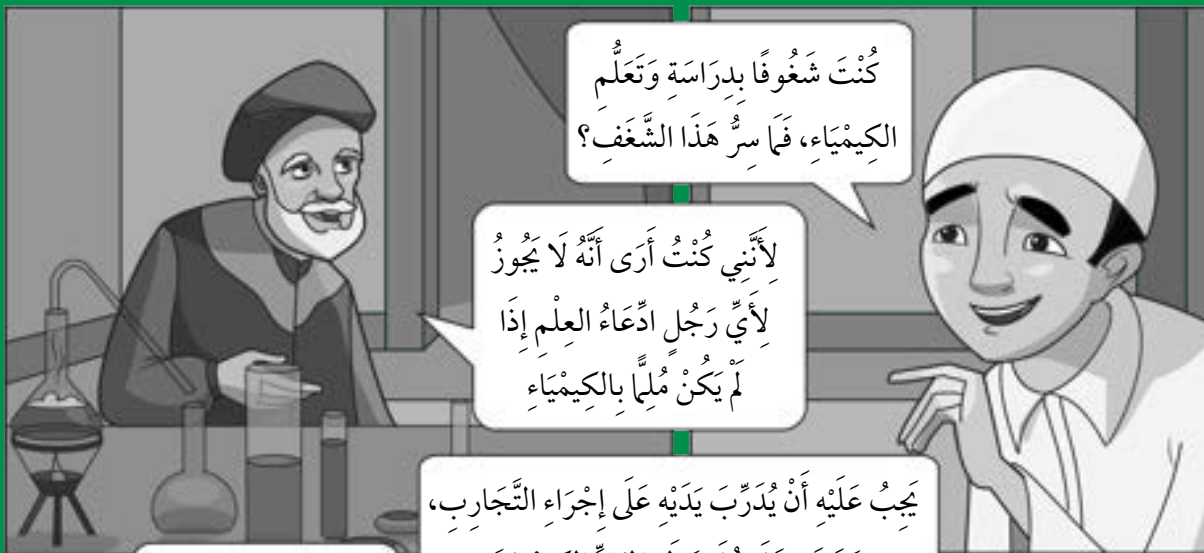 كُنْتَ شَغُوفًا بِدِرَاسَةِ وَتَعَلُّمِ
الكِيمْيَاءِ، فَمَا سِرُّ هَذَا الشَّغَفِ؟
لِأَنَّنِي كُنْتُ أَرَى أَنَّهُ لَا يَجُوزُ
لِأَيِّ رَجُلٍ ادِّعَاءُ العِلْمِ إِذَا
لَمْ يَكُنْ مُلِمًّا بِالكِيمْيَاءِ
يَجِبُ عَلَيْهِ أَنْ يُدَرِّبَ يَدَيْهِ عَلَى إِجْرَاءِ التَّجَارِبِ،